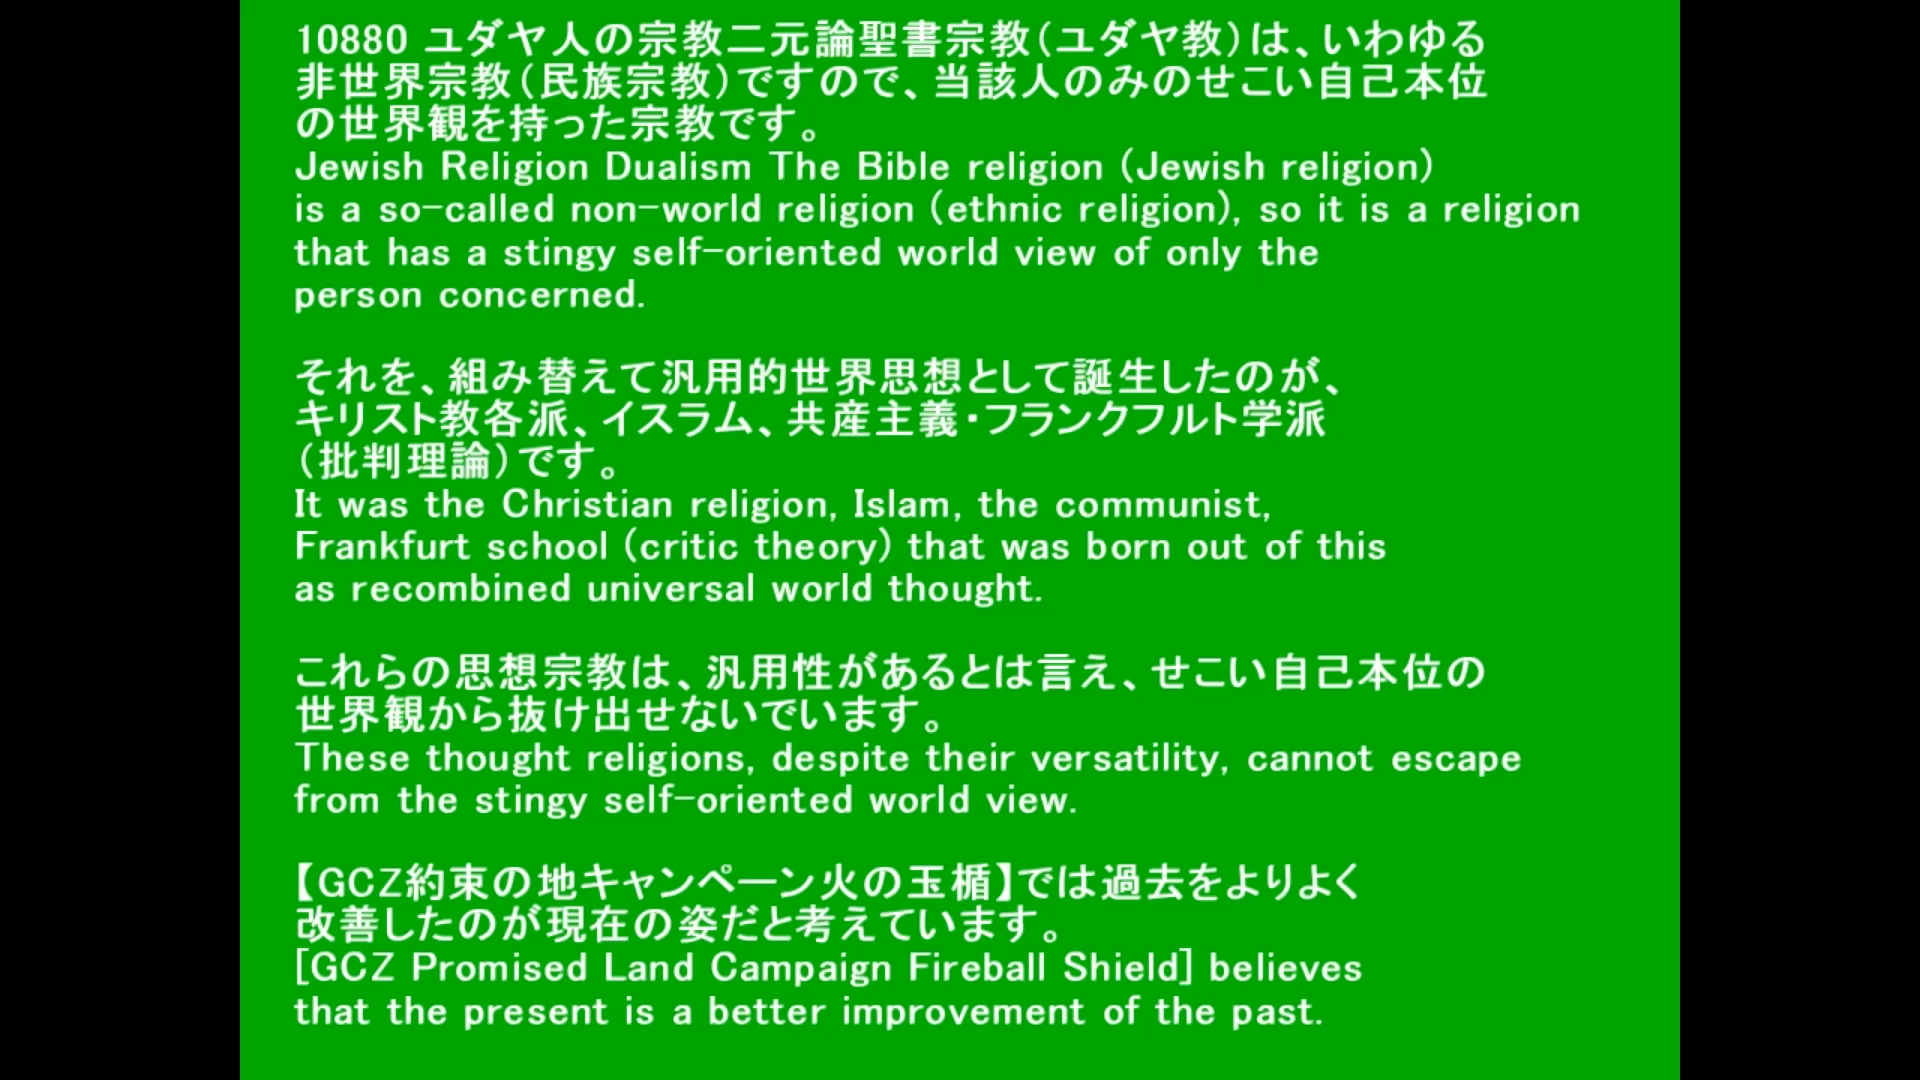 10880 ユダヤ人の宗教二元論聖書宗教（ユダヤ教）は、いわゆる
非世界宗教（民族宗教）ですので、当該人のみのせこい自己本位
の世界観を持った宗教です。
Jewish Religion Dualism The Bible religion (Jewish religion)
is a so-called non-world religion (ethnic religion), so it is a religion
that has a stingy self-oriented world view of only the
person concerned.
それを、組み替えて汎用的世界思想として誕生したのが、
キリスト教各派、イスラム、共産主義・フランクフルト学派
（批判理論）です。
It was the Christian religion, Islam, the communist,
Frankfurt school (critic theory) that was born out of this
as recombined universal world thought.
これらの思想宗教は、汎用性があるとは言え、せこい自己本位の
世界観から抜け出せないでいます。
These thought religions, despite their versatility, cannot escape
from the stingy self-oriented world view.
【GCZ約束の地キャンペーン火の玉楯】では過去をよりよく
改善したのが現在の姿だと考えています。
[GCZ Promised Land Campaign Fireball Shield] believes
that the present is a better improvement of the past.